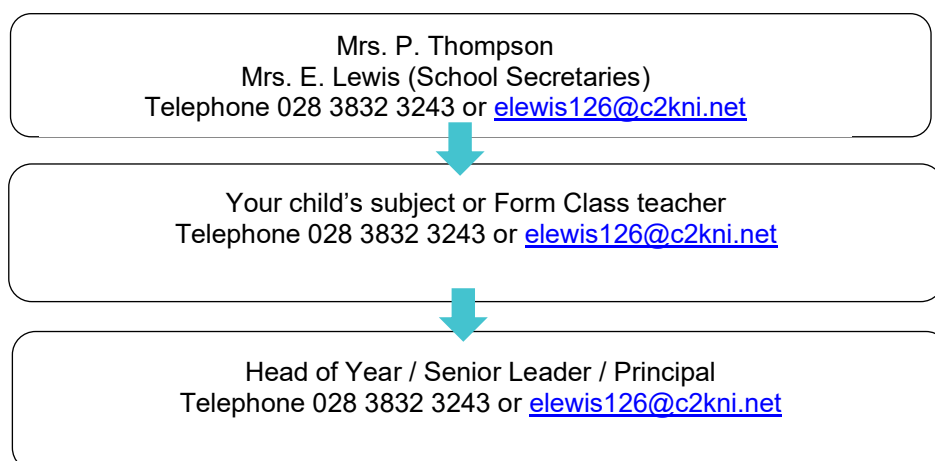 Mrs. P. Thompson
Mrs. E. Lewis (School Secretaries)
Telephone 028 3832 3243 or elewis126@c2kni.net
Your child’s subject or Form Class teacher
Telephone 028 3832 3243 or elewis126@c2kni.net
Head of Year / Senior Leader / Principal
Telephone 028 3832 3243 or elewis126@c2kni.net